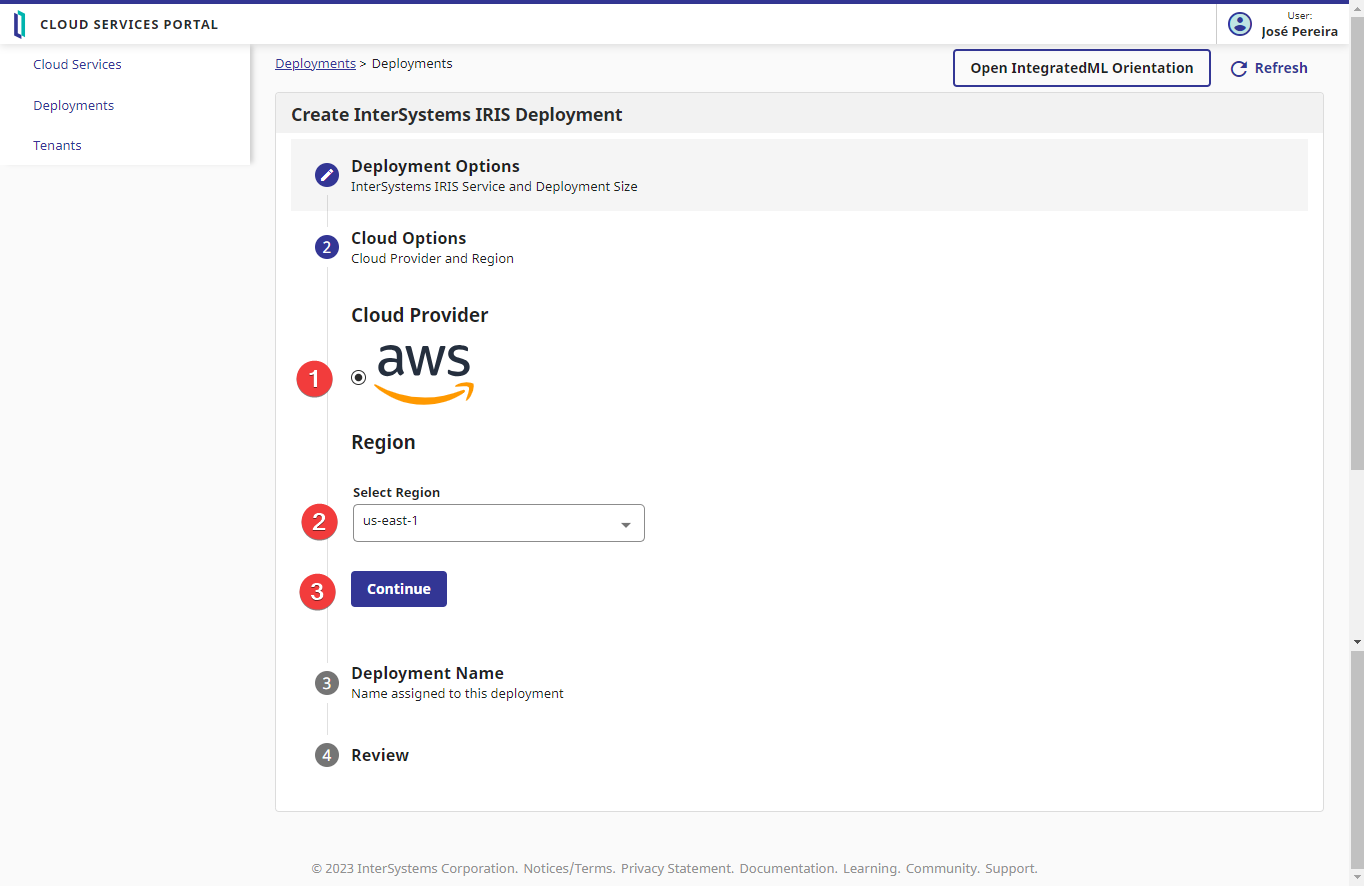 CLOUD SERVICES PORTAL
User:
José Pereira
Cloud Services
Deployments
Tenants
Deployments > Deployments
Open IntegratedML Orientation
Refresh
Create InterSystems IRIS Deployment
Deployment Options
InterSystems IRIS Service and Deployment Size
2
Cloud Options
Cloud Provider and Region
Cloud Provider
1
aws
Region
Select Region
2
us-east-1
3
Continue
3
Deployment Name
Name assigned to this deployment
4
Review
© 2023 InterSystems Corporation. Notices/Terms. Privacy Statement. Documentation. Learning. Community. Support.